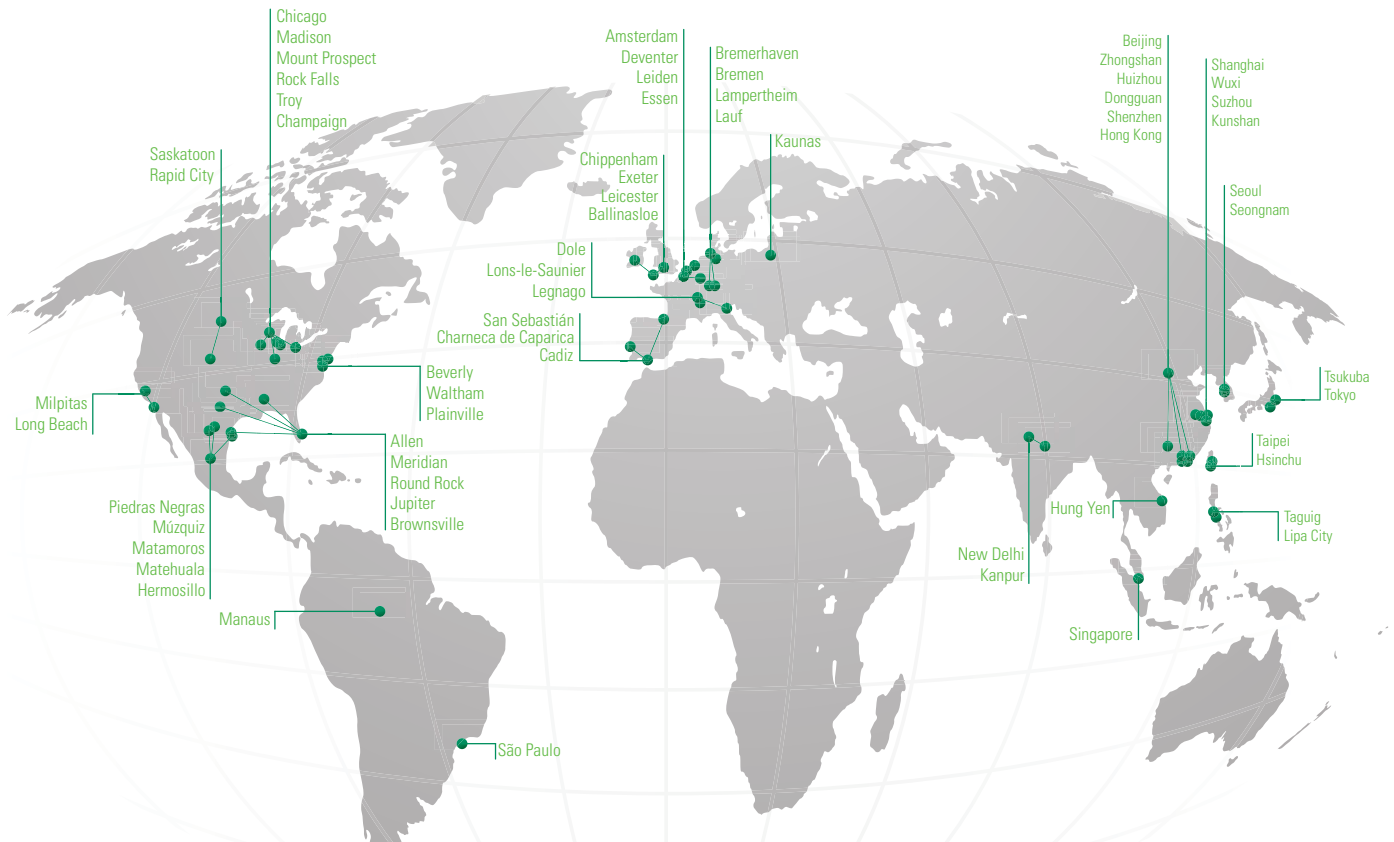 Chicago
Madison
Mount Prospect
Rock Falls
Troy
Champaign
Saskatoon
Rapid City
Milpitas
Long Beach
Piedras Negras
Múzquiz
Matamoros
Matehuala
Hermosillo
Beverly
Waltham
Plainville
Allen
Meridian
Round Rock
Jupiter
Brownsville
Manaus
São Paulo
Amsterdam
Deventer
Leiden
Essen
Bremerhaven
Bremen
Lampertheim
Lauf
Kaunas
Chippenham
Exeter
Leicester
Ballinasloe
Dole
Lons-le-Saunier
Legnago
San Sebastián
Charneca de Caparica
Cadiz
Beijing
Zhongshan
Huizhou
Dongguan
Shenzhen
Hong Kong
Shanghai
Wuxi
Suzhou
Kunshan
Seoul
Seongnam
Tsukuba
Tokyo
Taipei
Hsinchu
Hung Yen
Taguig
Lipa City
New Delhi
Kanpur
Singapore